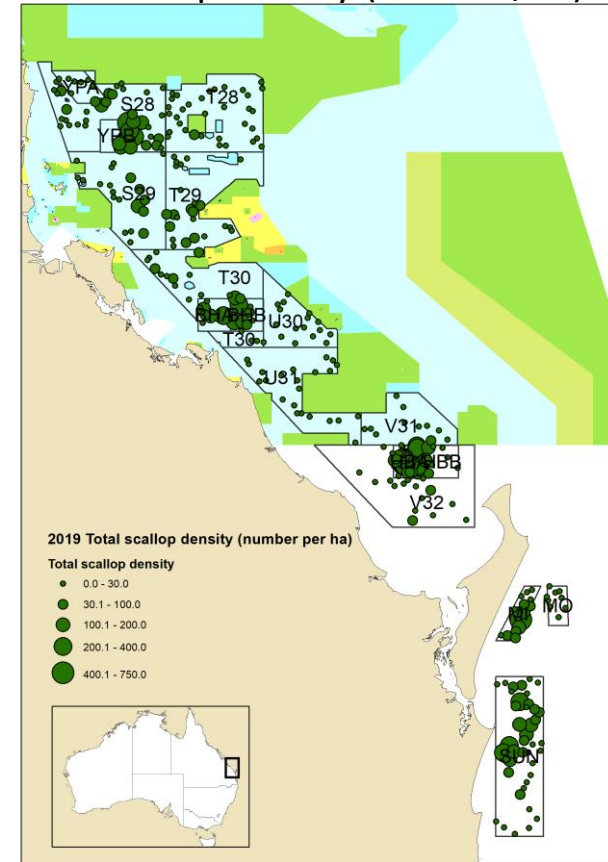 YPA
S28
T28
YPB
S29
T29
T30
U30
T30
U31
V31
V32
MI
MO
SUN
2019 Total scallop density (number per ha)
Total scallop density
0.0 - 30.0
30.1 - 100.0
100.1 - 200.0
200.1 - 400.0
400.1 - 750.0